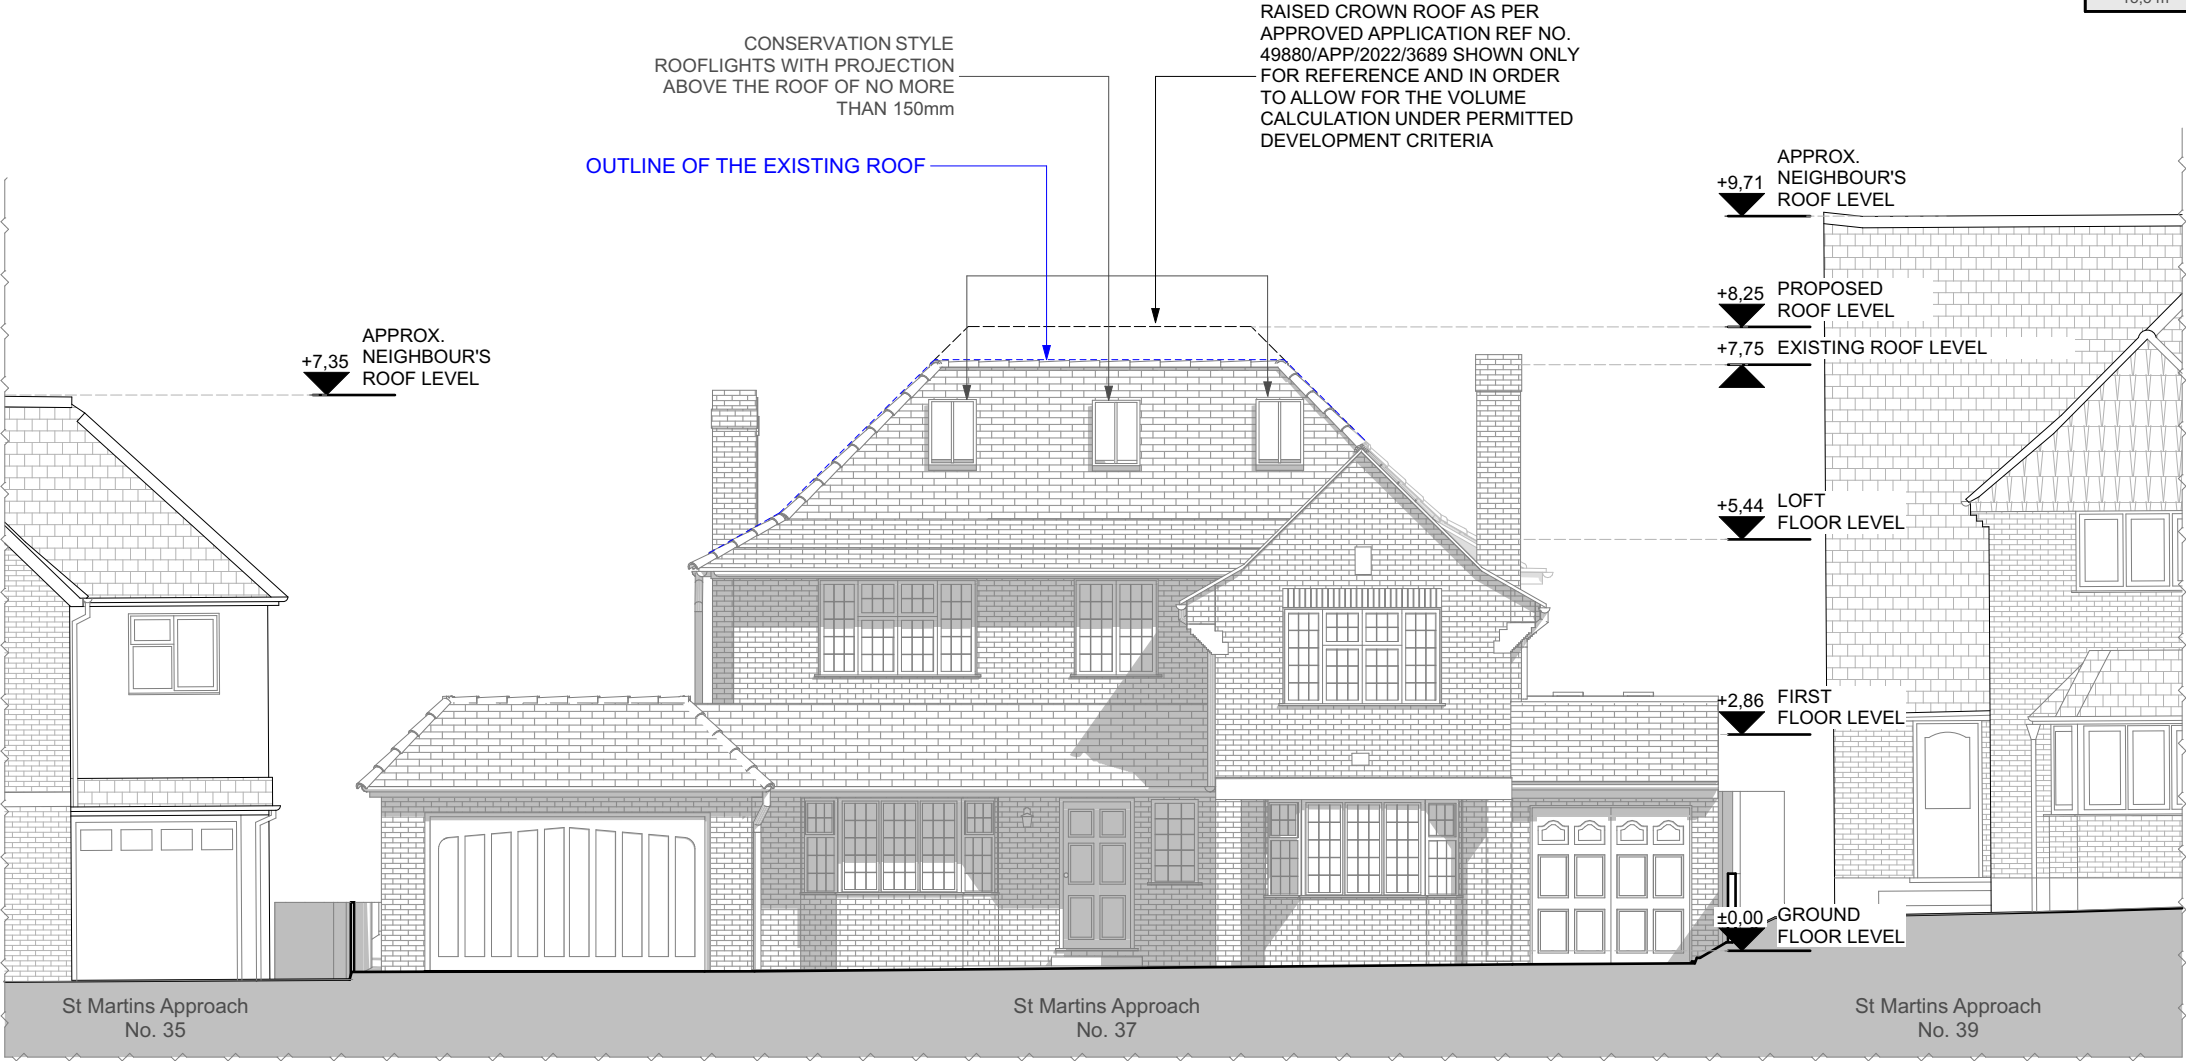 RAISED CROWN ROOF AS PER
APPROVED APPLICATION REF NO.
49880/APP/2022/3689 SHOWN ONLY
FOR REFERENCE AND IN ORDER
TO ALLOW FOR THE VOLUME
CALCULATION UNDER PERMITTED
DEVELOPMENT CRITERIA
CONSERVATION STYLE
ROOFLIGHTS WITH PROJECTION
ABOVE THE ROOF OF NO MORE
THAN 150mm
OUTLINE OF THE EXISTING ROOF
APPROX.
+9,71 NEIGHBOUR'S
ROOF LEVEL
+8,25 PROPOSED
ROOF LEVEL
+7,75 EXISTING ROOF LEVEL
APPROX.
+7,35 NEIGHBOUR'S
ROOF LEVEL
+5,44 LOFT
FLOOR LEVEL
+2,86 FIRST
FLOOR LEVEL
±0,00 GROUND
FLOOR LEVEL
St Martins Approach
No. 35
St Martins Approach
No. 37
St Martins Approach
No. 39